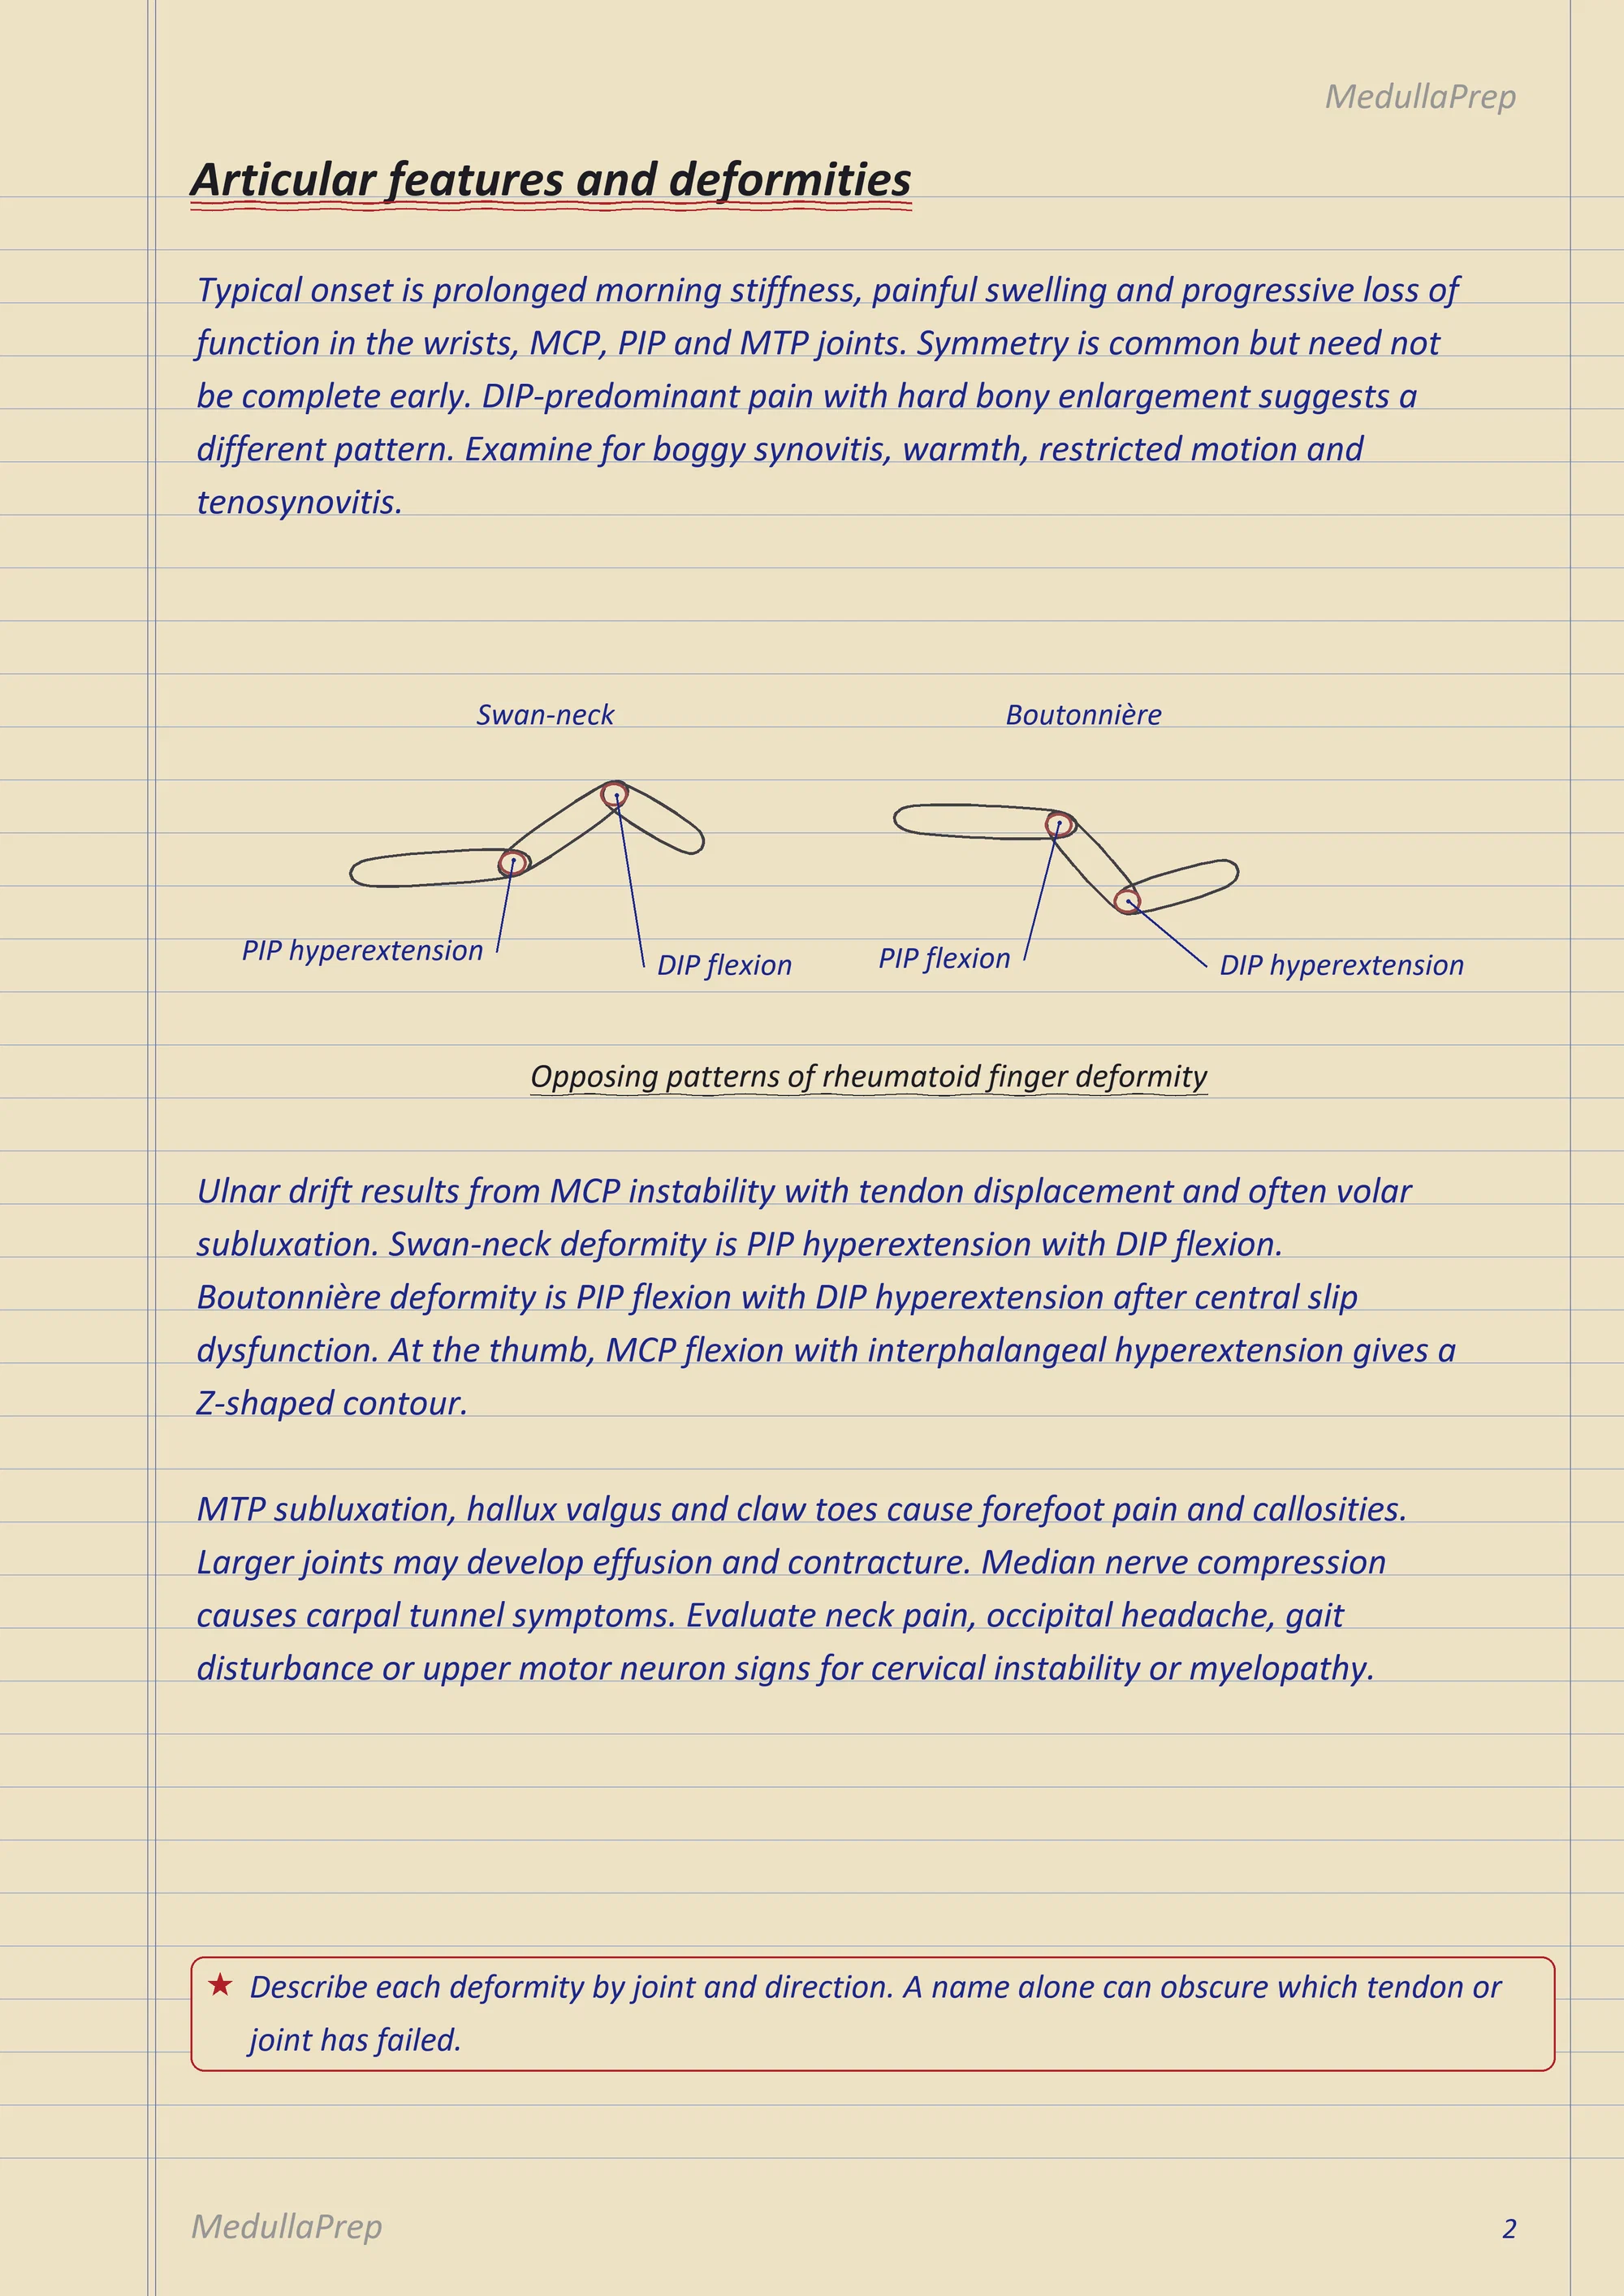 MedullaPrep
Articular features and deformities
Typical onset is prolonged morning stiffness, painful swelling and progressive loss of
function in the wrists, MCP, PIP and MTP joints. Symmetry is common but need not
be complete early. DIP-predominant pain with hard bony enlargement suggests a
different pattern. Examine for boggy synovitis, warmth, restricted motion and
tenosynovitis.
Swan-neck
Boutonnière
PIP hyperextension
DIP flexion
PIP flexion
DIP hyperextension
Opposing patterns of rheumatoid finger deformity
Ulnar drift results from MCP instability with tendon displacement and often volar
subluxation. Swan-neck deformity is PIP hyperextension with DIP flexion.
Boutonnière deformity is PIP flexion with DIP hyperextension after central slip
dysfunction. At the thumb, MCP flexion with interphalangeal hyperextension gives a
Z-shaped contour.
MTP subluxation, hallux valgus and claw toes cause forefoot pain and callosities.
Larger joints may develop effusion and contracture. Median nerve compression
causes carpal tunnel symptoms. Evaluate neck pain, occipital headache, gait
disturbance or upper motor neuron signs for cervical instability or myelopathy.
★ Describe each deformity by joint and direction. A name alone can obscure which tendon or
joint has failed.
MedullaPrep
2